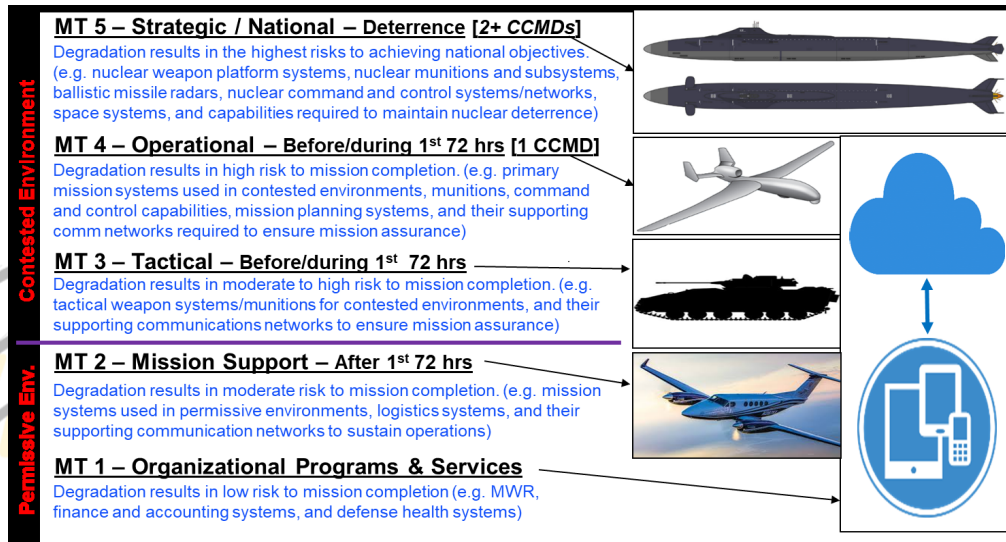 Contested Environment
MT 5 – Strategic / National – Deterrence [2+ CCMDs]
Degradation results in the highest risks to achieving national objectives.
(e.g. nuclear weapon platform systems, nuclear munitions and subsystems,
ballistic missile radars, nuclear command and control systems/networks,
space systems, and capabilities required to maintain nuclear deterrence)
MT 4 – Operational – Before/during 1st 72 hrs [1 CCMD]
Degradation results in high risk to mission completion. (e.g. primary
mission systems used in contested environments, munitions, command
and control capabilities, mission planning systems, and their supporting
comm networks required to ensure mission assurance)
MT 3 – Tactical – Before/during 1st 72 hrs
Degradation results in moderate to high risk to mission completion. (e.g.
tactical weapon systems/munitions for contested environments, and their
supporting communications networks to ensure mission assurance)
Permissive Env.
MT 2 – Mission Support – After 1st 72 hrs
Degradation results in moderate risk to mission completion. (e.g. mission
systems used in permissive environments, logistics systems, and their
supporting communication networks to sustain operations)
MT 1 – Organizational Programs & Services
Degradation results in low risk to mission completion (e.g. MWR,
finance and accounting systems, and defense health systems)